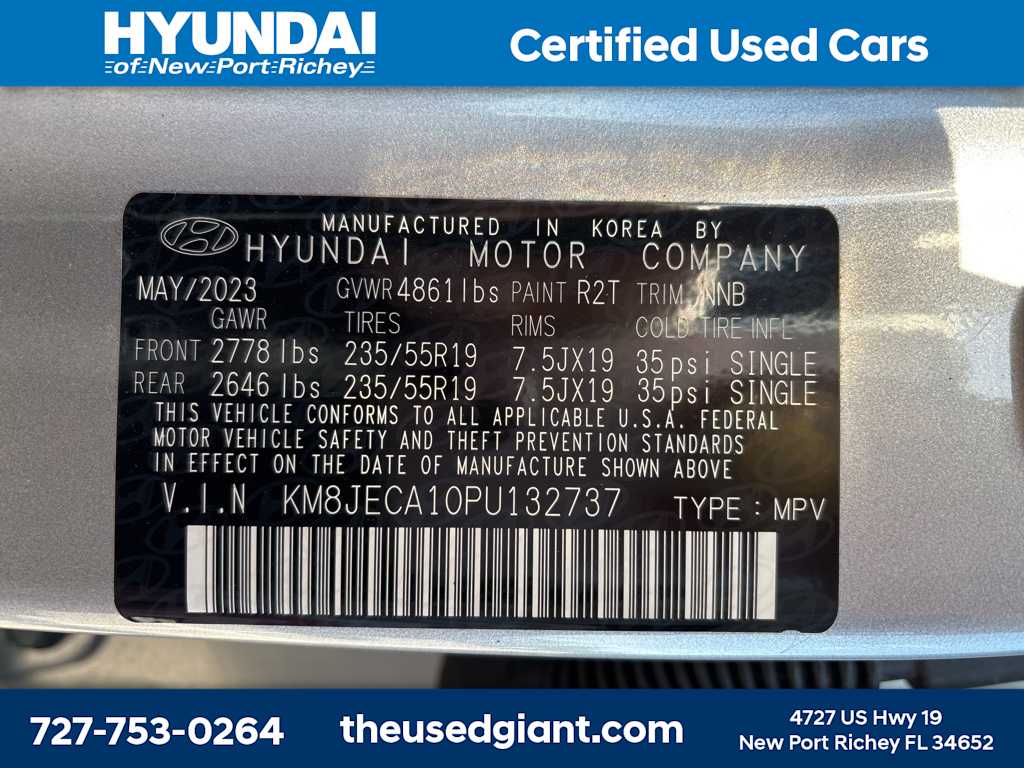 HYUNDAI
of New Port Richey
Certified Used Cars
MANUFACTURED IN KOREA BY
HYUNDAI MOTOR COMPANY
MAY/2023 GVWR 4861lbs PAINT R2T TRIM NNB
GAWR TIRES RIMS COLD TIRE INFL
FRONT 2778 lbs 235/55R19 7.5JX19 35psi SINGLE
REAR 2646 lbs 235/55R19 7.5JX19 35psi SINGLE
THIS VEHICLE CONFORMS TO ALL APPLICABLE U.S.A. FEDERAL
MOTOR VEHICLE SAFETY AND THEFT PREVENTION STANDARDS
IN EFFECT ON THE DATE OF MANUFACTURE SHOWN ABOVE
V.I.N KM8JECA10PU132737 TYPE : MPV
727-753-0264
theusedgiant.com
4727 US Hwy 19
New Port Richey FL 34652